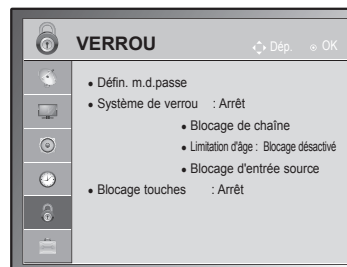 VERROU
Dép. OK
• Défin. m.d.passe
• Système de verrou : Arrêt
• Blocage de chaîne
• Limitation d'âge : Blocage désactivé
• Blocage d'entrée source
• Blocage touches : Arrêt